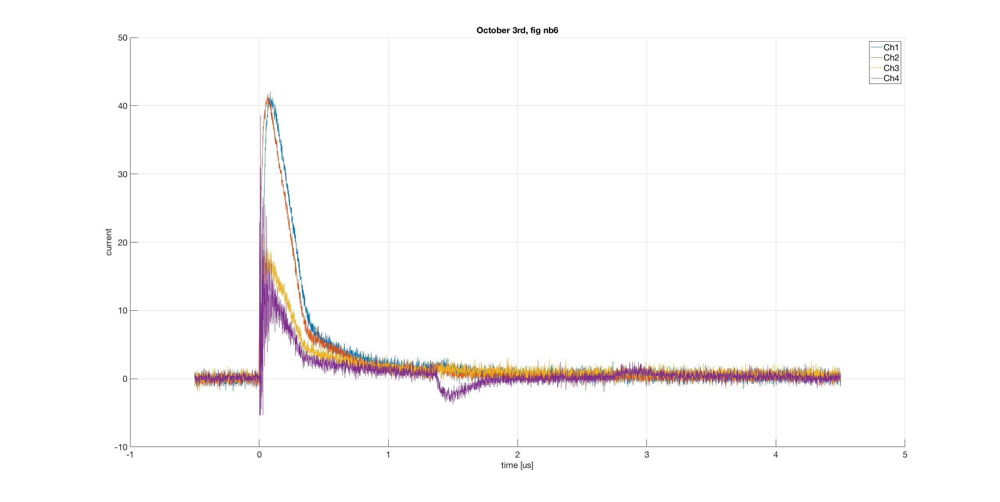 October 3rd, fig nb6
50
40
30
20
10
0
-10
current
-1 0 1 2 3 4 5
time [us]
Ch1
Ch2
Ch3
Ch4